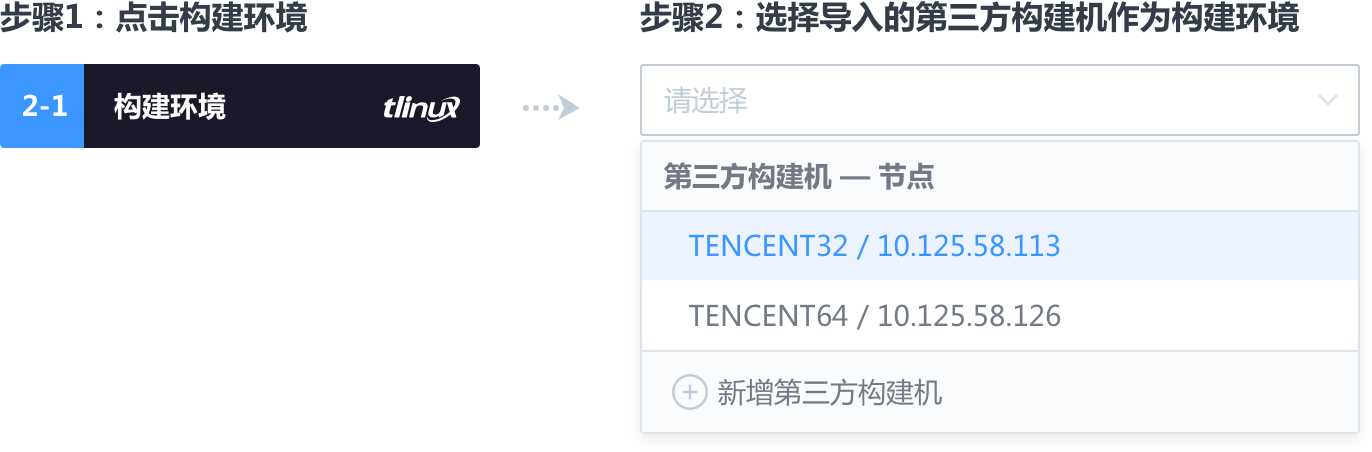 步骤1：点击构建环境
2-1 构建环境 tlinux
步骤2：选择导入的第三方构建机作为构建环境
请选择
第三方构建机 — 节点
TENCENT32 / 10.125.58.113
TENCENT64 / 10.125.58.126
新增第三方构建机